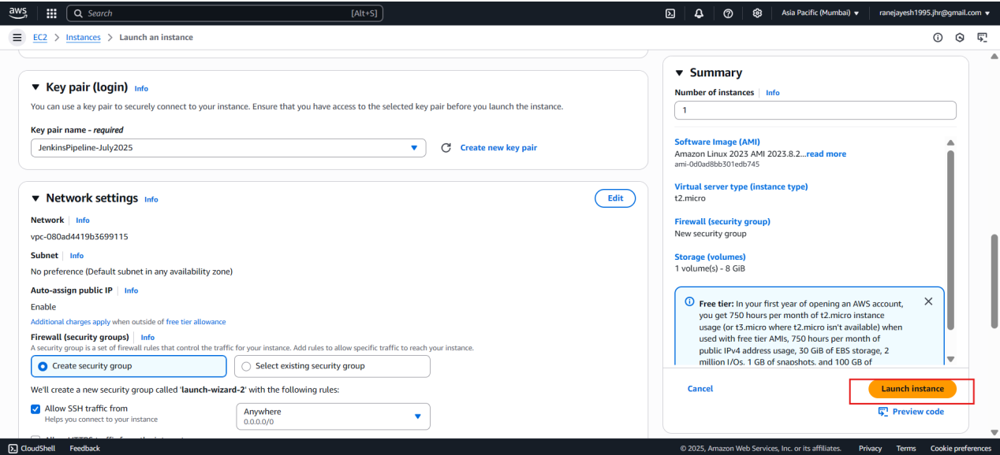 aws
Search [Alt+S]
Asia Pacific (Mumbai)
ranejayesh1995.jhr@gmail.com
EC2 > Instances > Launch an instance
Key pair (login) Info
You can use a key pair to securely connect to your instance. Ensure that you have access to the selected key pair before you launch the instance.
Key pair name - required
JenkinsPipeline-July2025
Create new key pair
Network settings Info
Edit
Network Info
vpc-080ad4419b3699115
Subnet Info
No preference (Default subnet in any availability zone)
Auto-assign public IP Info
Enable
Additional charges apply when outside of free tier allowance
Firewall (security groups) Info
A security group is a set of firewall rules that control the traffic for your instance. Add rules to allow specific traffic to reach your instance.
Create security group
Select existing security group
We'll create a new security group called 'launch-wizard-2' with the following rules:
Allow SSH traffic from
Helps you connect to your instance
Anywhere
0.0.0.0/0
Summary
Number of instances Info
1
Software Image (AMI)
Amazon Linux 2023 AMI 2023.8.2...read more
ami-0d0ad8bb301edb745
Virtual server type (instance type)
t2.micro
Firewall (security group)
New security group
Storage (volumes)
1 volume(s) - 8 GiB
Free tier: In your first year of opening an AWS account,
you get 750 hours per month of t2.micro instance
usage (or t3.micro where t2.micro isn't available) when
used with free tier AMIs, 750 hours per month of
public IPv4 address usage, 30 GiB of EBS storage, 2
million I/Os, 1 GB of snapshots, and 100 GB of
Cancel
Launch instance
Preview code
CloudShell Feedback
© 2025, Amazon Web Services, Inc. or its affiliates. Privacy Terms Cookie preferences